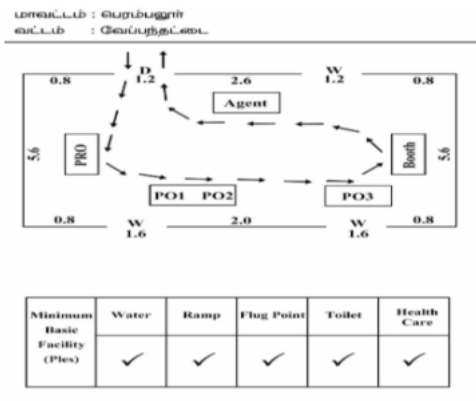 மாவட்டம் : பெரம்பலூர்
வட்டம் : வேப்பந்தட்டை
0.8 D 2.6 W 0.8
1.2 1.2
Agent
5.6 PRO Booth 5.6
PO1 PO2 PO3
0.8 W 2.0 W 0.8
1.6 1.6
Minimum Basic Facility (Ples) Water Ramp Flug Point Toilet Health Care